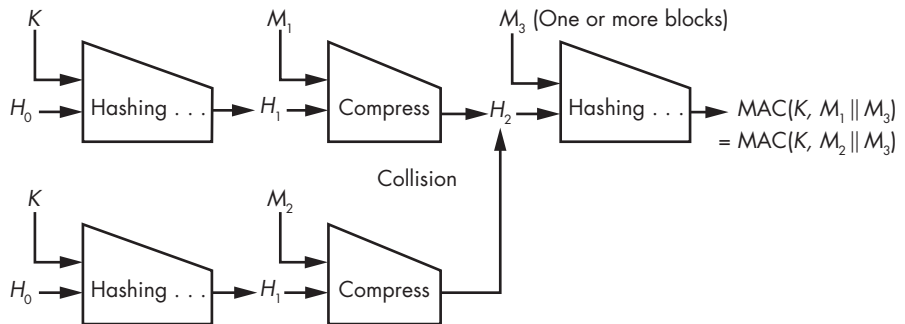 K
M₁
M₃ (One or more blocks)
H₀
Hashing . . .
H₁
Compress
H₂
Hashing . . .
MAC(K, M₁ || M₃)
= MAC(K, M₂ || M₃)
Collision
K
M₂
H₀
Hashing . . .
H₁
Compress